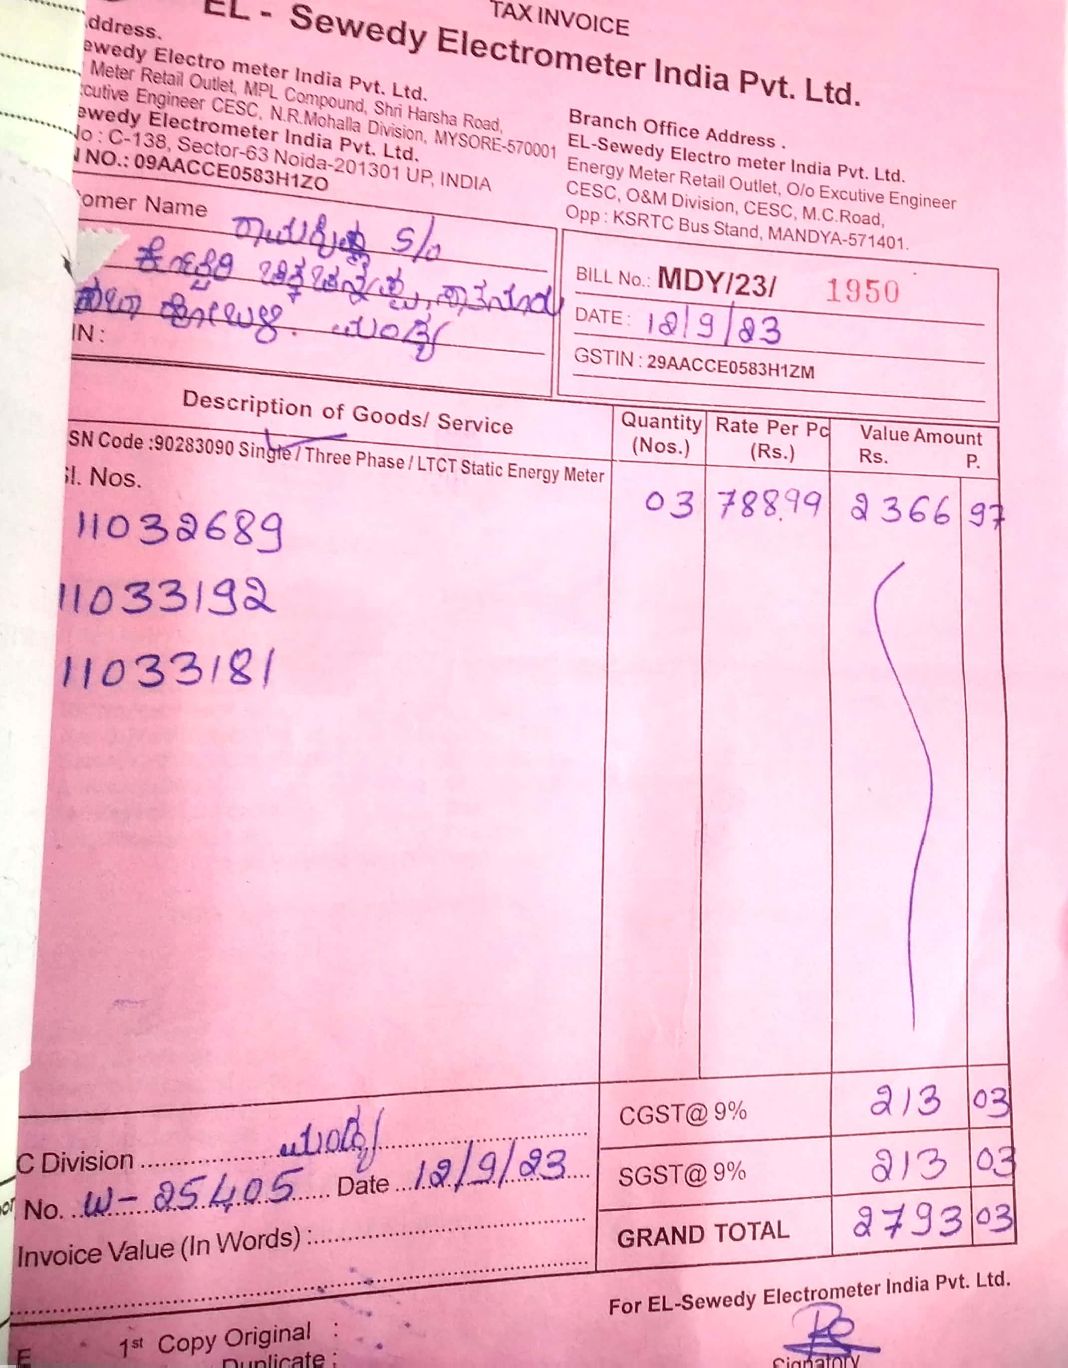 TAX INVOICE
EL - Sewedy Electrometer India Pvt. Ltd.
ddress.
ewedy Electro meter India Pvt. Ltd.
Meter Retail Outlet, MPL Compound, Shri Harsha Road,
cutive Engineer CESC, N.R.Mohalla Division, MYSORE-570001
ewedy Electrometer India Pvt. Ltd.
No : C-138, Sector-63 Noida-201301 UP, INDIA
NO.: 09AACCE0583H1ZO
Branch Office Address .
EL-Sewedy Electro meter India Pvt. Ltd.
Energy Meter Retail Outlet, O/o Excutive Engineer
CESC, O&M Division, CESC, M.C.Road,
Opp : KSRTC Bus Stand, MANDYA-571401.
omer Name
S/o
ಮಂಡ್ಯ
IN :
BILL No.: MDY/23/ 1950
DATE : 12/9/23
GSTIN : 29AACCE0583H1ZM
Description of Goods/ Service
Quantity (Nos.)
Rate Per Pc (Rs.)
Value Amount
Rs. P.
SN Code :90283090 Single / Three Phase / LTCT Static Energy Meter
Sl. Nos.
03 788.99 2366 97
11032689
11033192
11033181
CGST@ 9% 213 03
SGST@ 9% 213 03
GRAND TOTAL 2793 03
C Division ಮಂಡ್ಯ
No. W-25405 Date 12/9/23
Invoice Value (In Words) :
For EL-Sewedy Electrometer India Pvt. Ltd.
1st Copy Original :
Duplicate :
Signatory